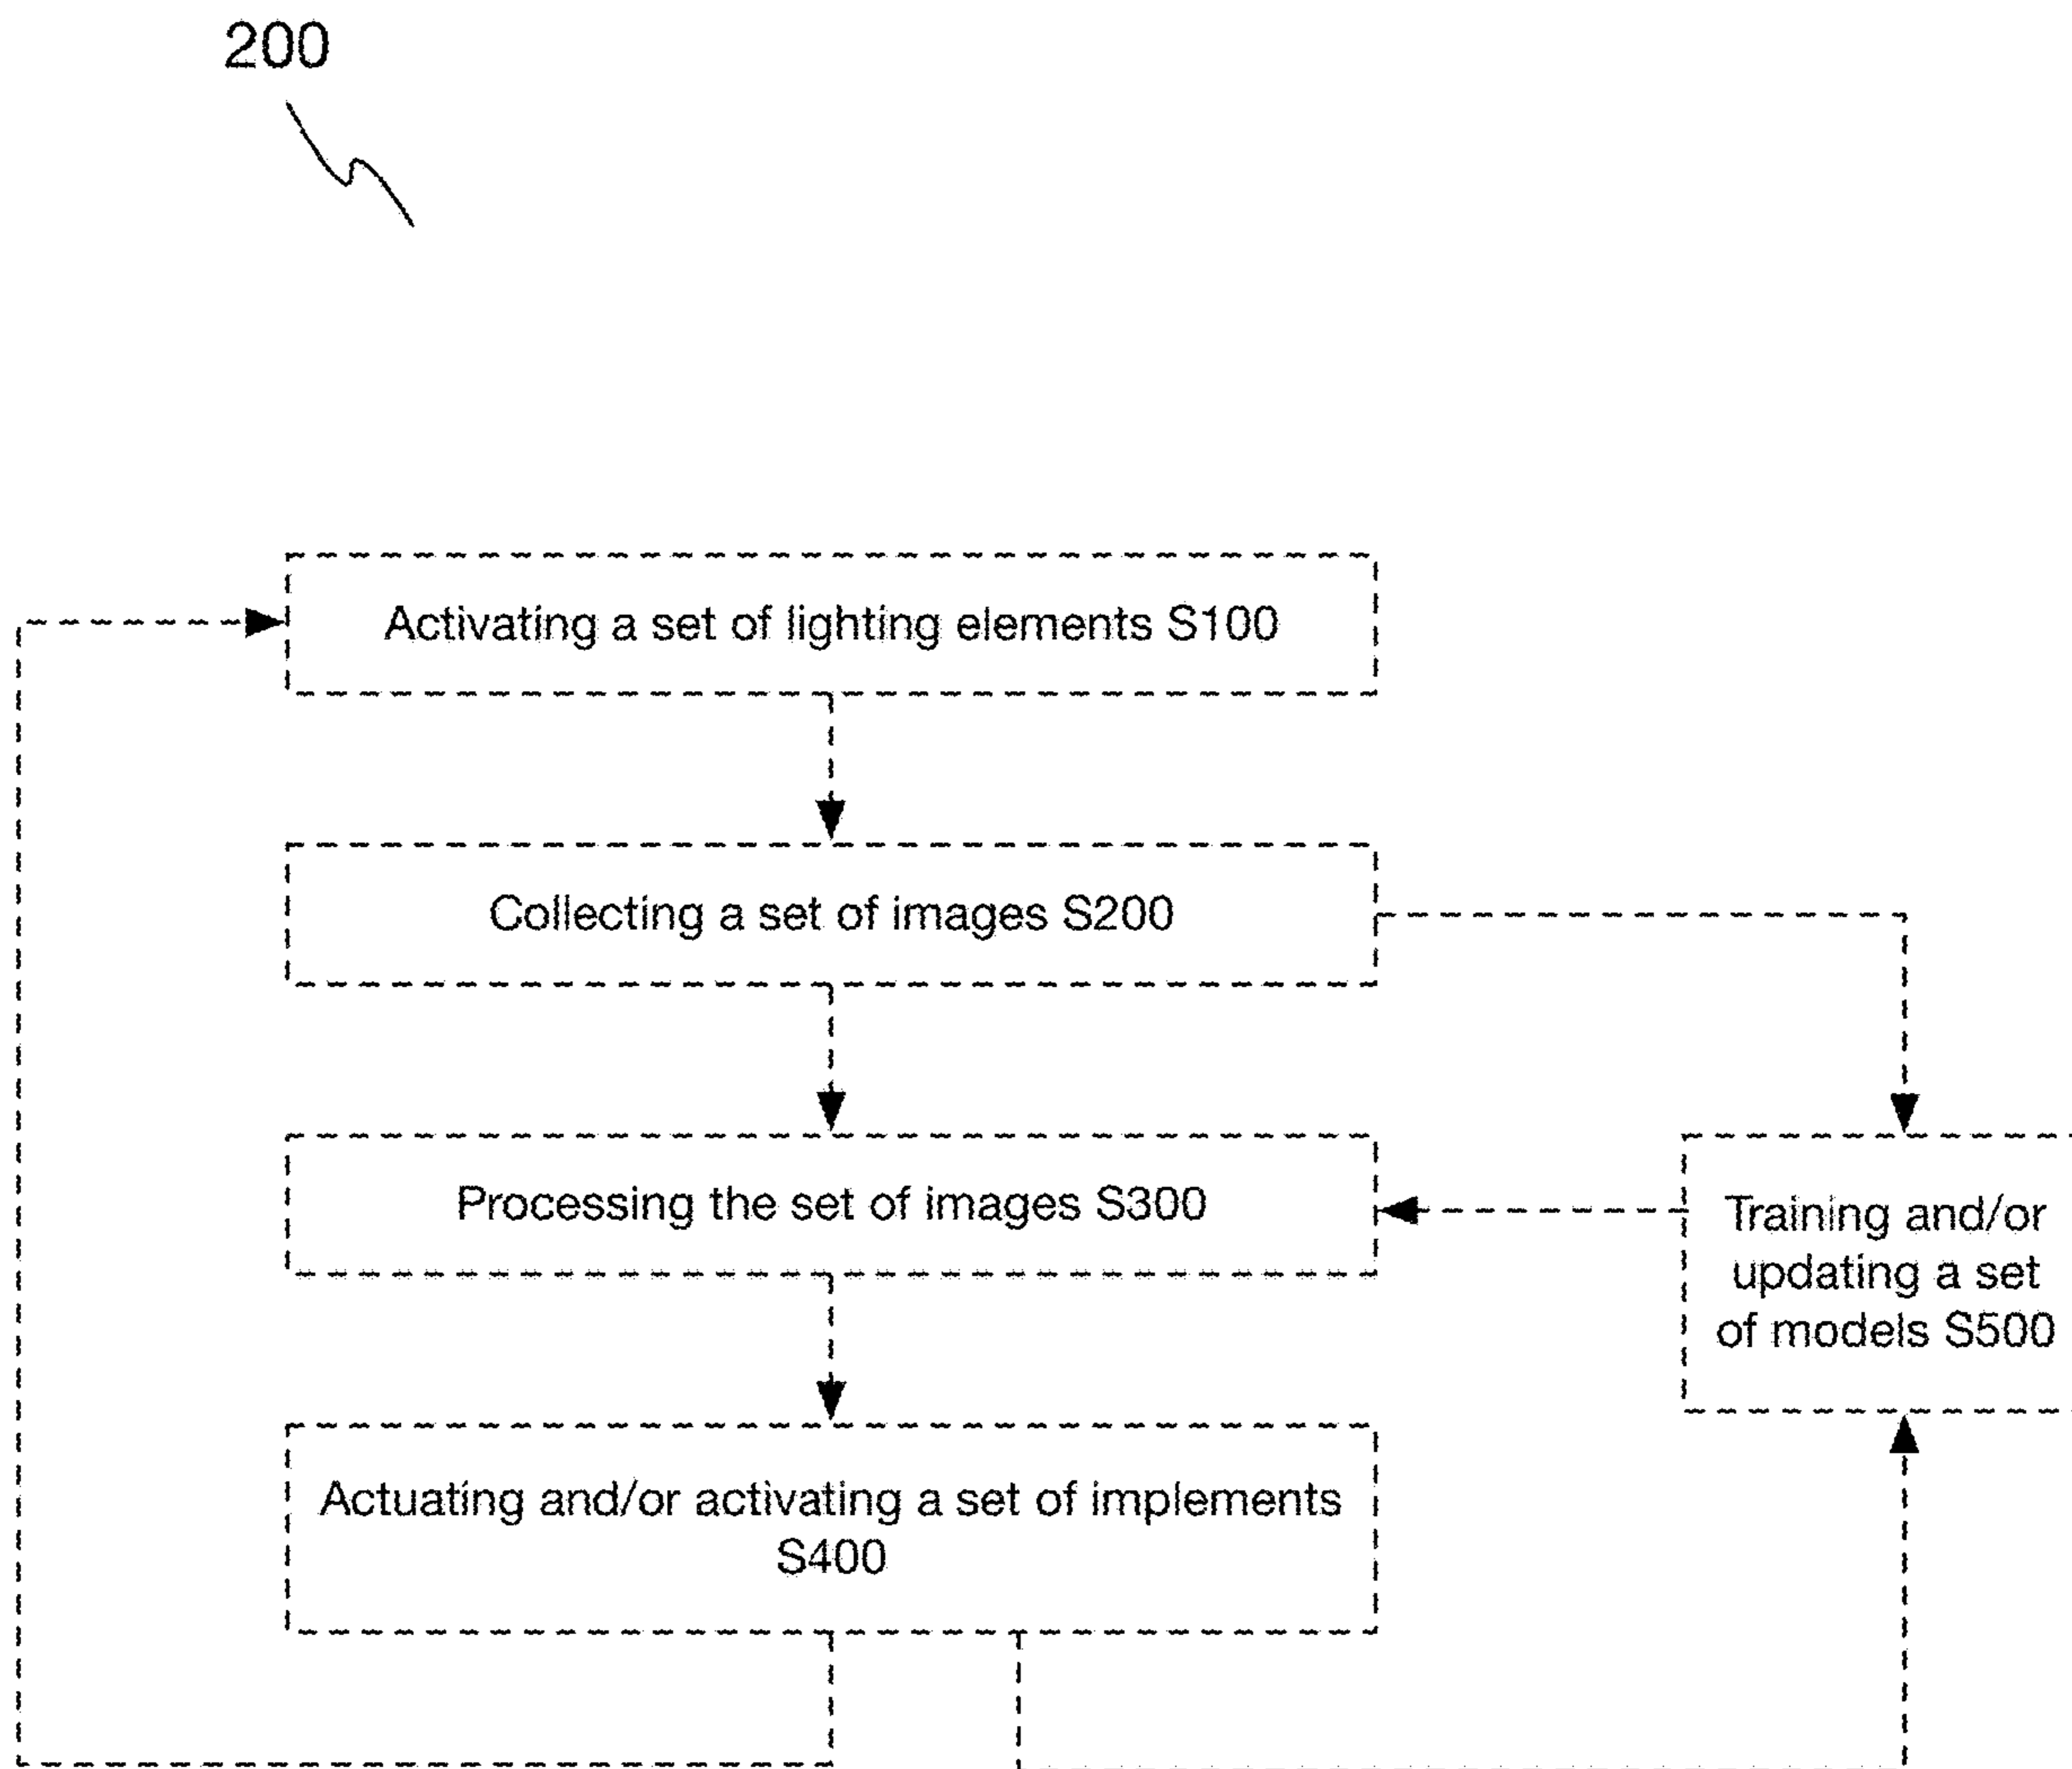 200
Activating a set of lighting elements S100
Collecting a set of images S200
Processing the set of images S300
Training and/or
updating a set
of models S500
Actuating and/or activating a set of implements
S400